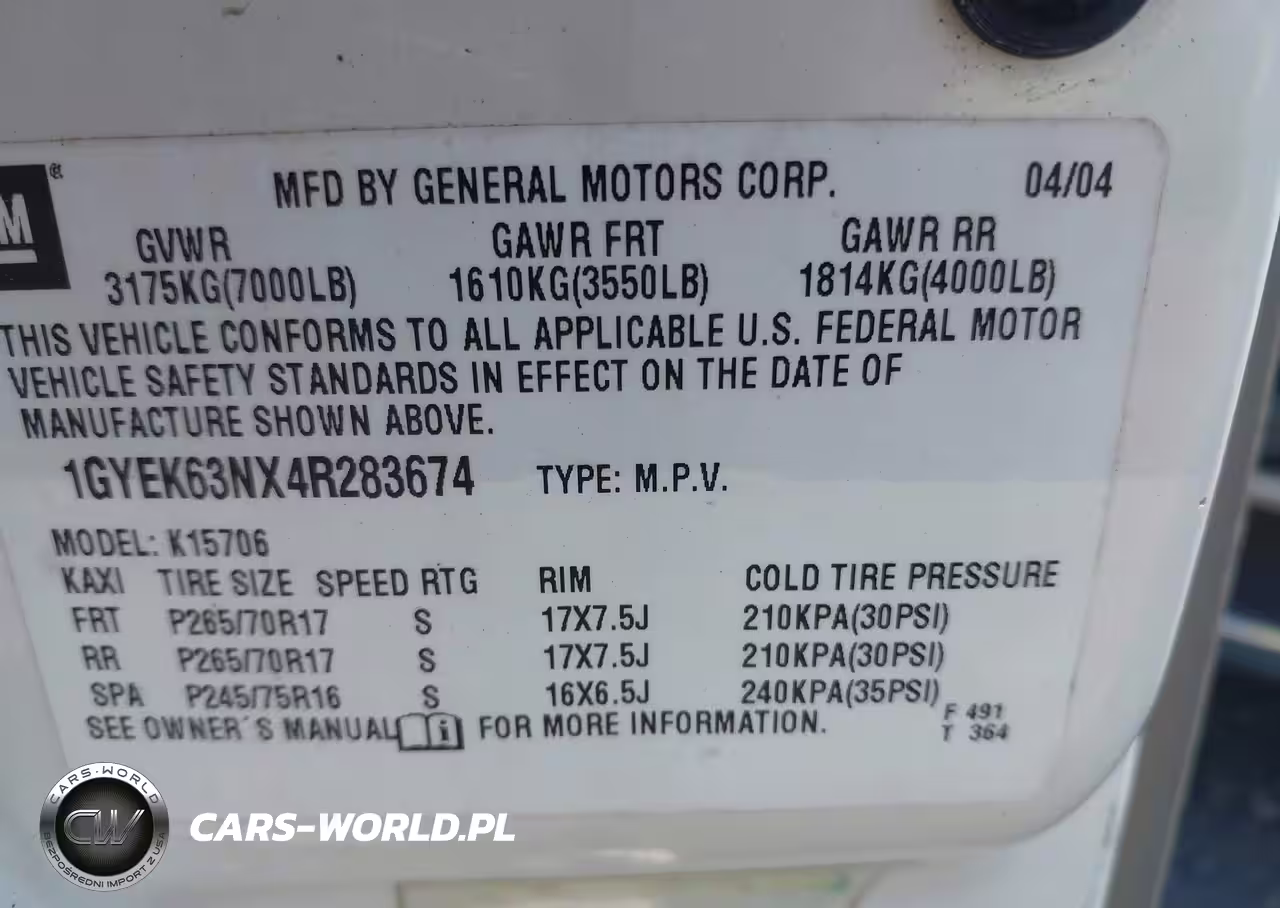 M ®
MFD BY GENERAL MOTORS CORP. 04/04
GVWR GAWR FRT GAWR RR
3175KG(7000LB) 1610KG(3550LB) 1814KG(4000LB)
THIS VEHICLE CONFORMS TO ALL APPLICABLE U.S. FEDERAL MOTOR
VEHICLE SAFETY STANDARDS IN EFFECT ON THE DATE OF
MANUFACTURE SHOWN ABOVE.
1GYEK63NX4R283674 TYPE: M.P.V.
MODEL: K15706
KAXI TIRE SIZE SPEED RTG RIM COLD TIRE PRESSURE
FRT P265/70R17 S 17X7.5J 210KPA(30PSI)
RR P265/70R17 S 17X7.5J 210KPA(30PSI)
SPA P245/75R16 S 16X6.5J 240KPA(35PSI)
SEE OWNER´S MANUAL i FOR MORE INFORMATION.
F 491
T 364
CARS-WORLD
CW
BEZPOŚREDNI IMPORT Z USA
CARS-WORLD.PL